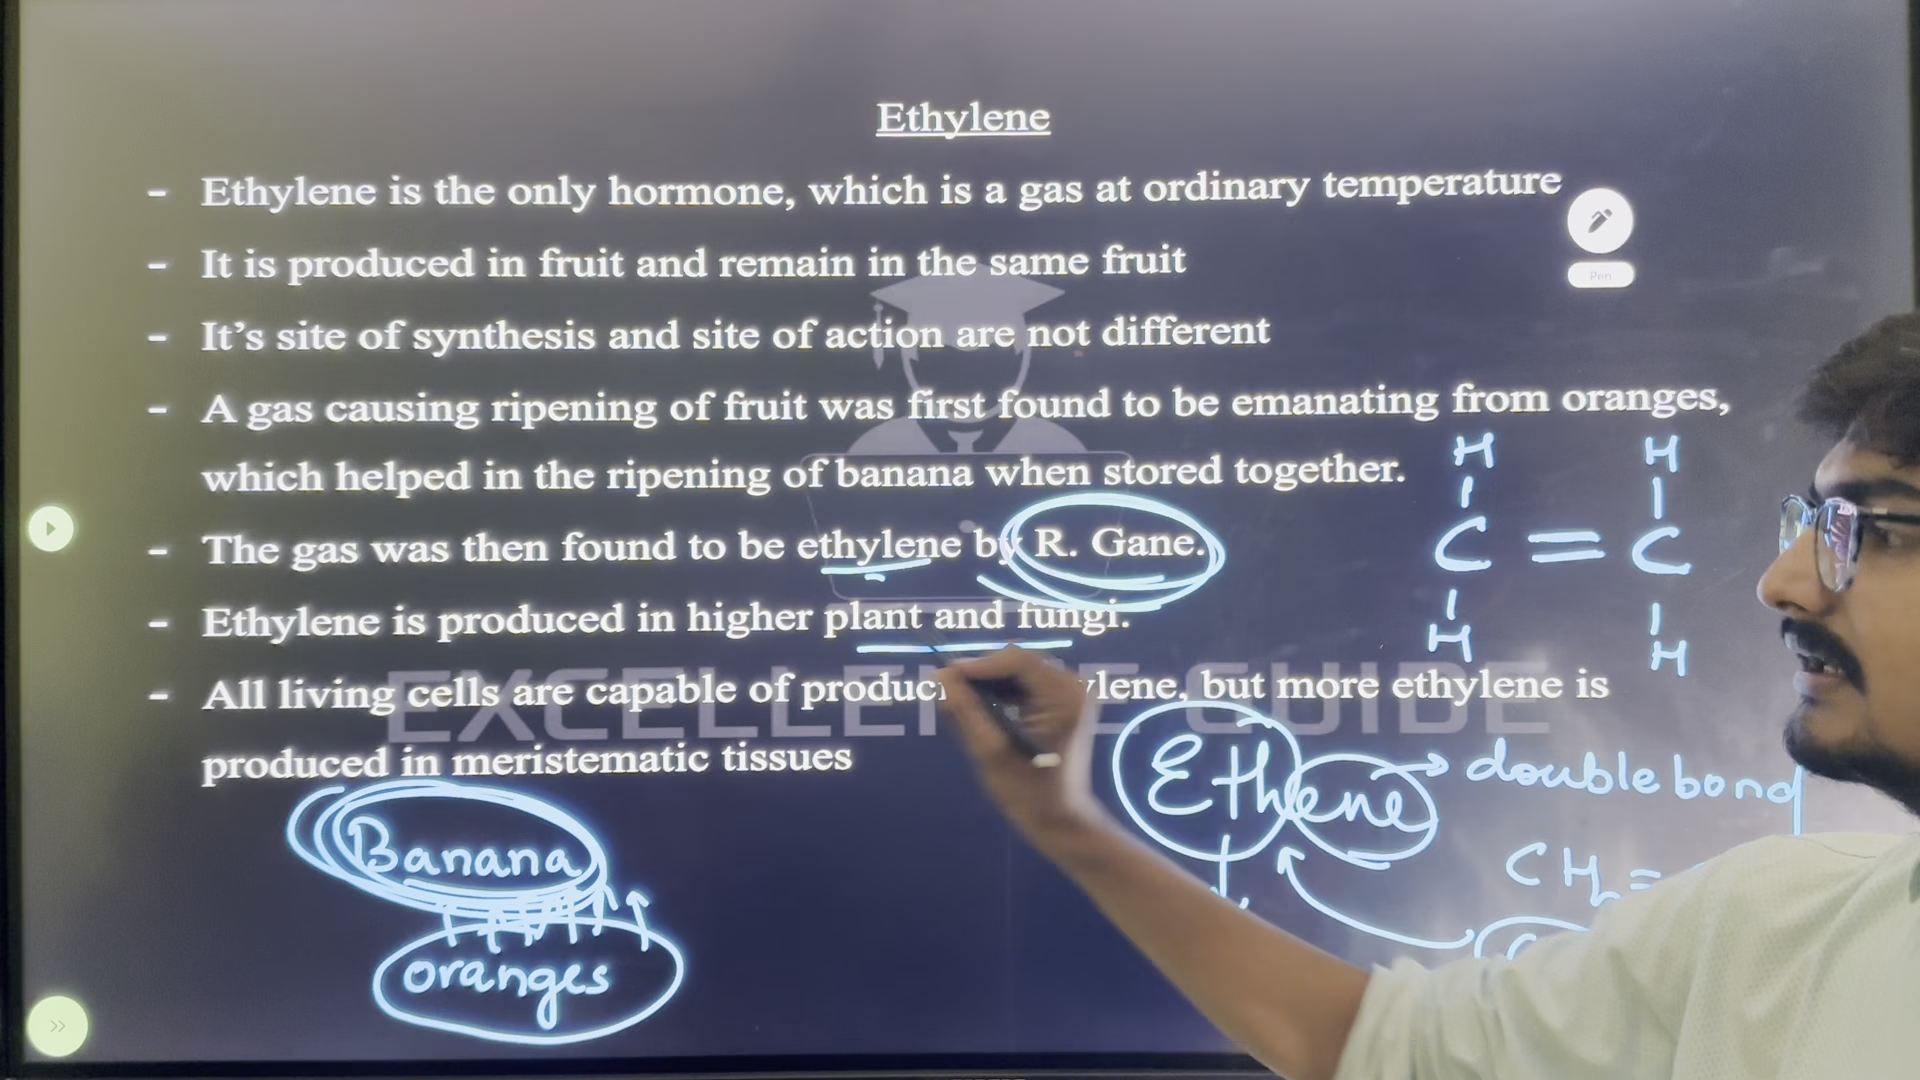 Ethylene
- Ethylene is the only hormone, which is a gas at ordinary temperature
Pen
- It is produced in fruit and remain in the same fruit
- It's site of synthesis and site of action are not different
- A gas causing ripening of fruit was first found to be emanating from oranges,
which helped in the ripening of banana when stored together.
H H
C = C
H H
- The gas was then found to be ethylene by R. Gane.
- Ethylene is produced in higher plant and fungi.
- All living cells are capable of but more ethylene is
produced in meristematic tissues
EXCELLENCE GUIDE
Ethene → double bond
CH2 =
Banana
oranges